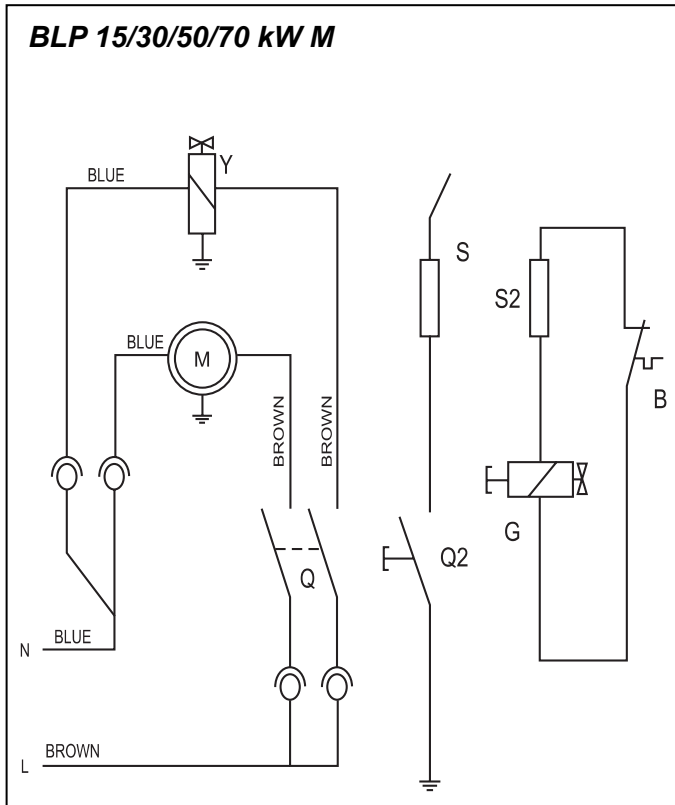 BLP 15/30/50/70 kW M
Y
BLUE
S
S2
BLUE
M
B
BROWN
BROWN
G
Q
Q2
N
BLUE
L
BROWN